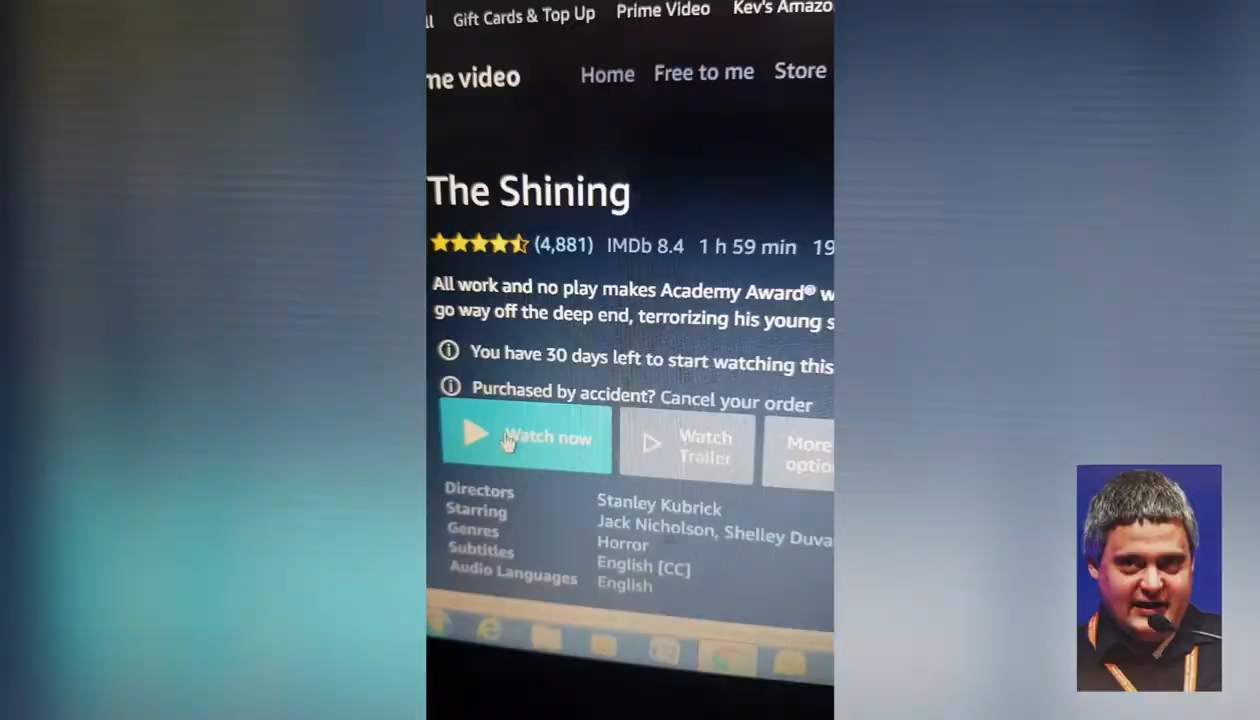 ll Gift Cards & Top Up Prime Video Kev's Amazo
me video Home Free to me Store
The Shining
(4,881) IMDb 8.4 1 h 59 min 19
All work and no play makes Academy Award® w
go way off the deep end, terrorizing his young s
You have 30 days left to start watching this
Purchased by accident? Cancel your order
Watch now
Watch
Trailer
More
optio
Directors Stanley Kubrick
Starring Jack Nicholson, Shelley Duva
Genres Horror
Subtitles English [CC]
Audio Languages English